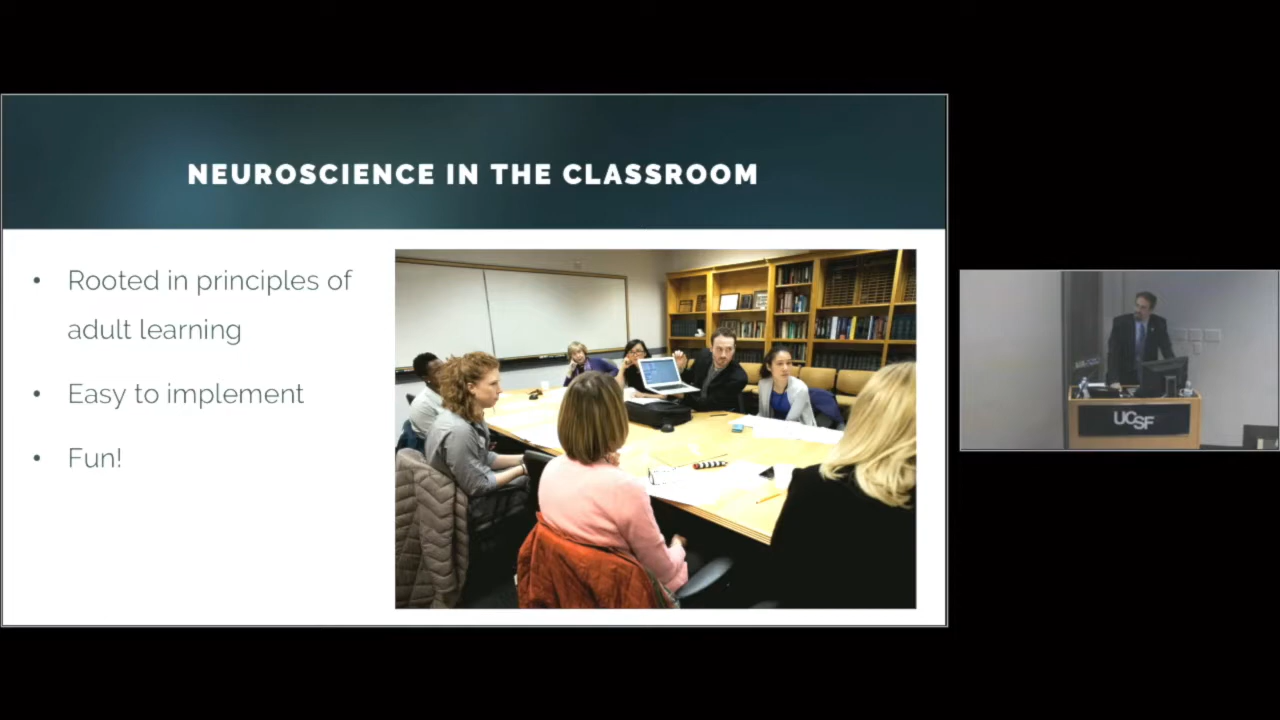 NEUROSCIENCE IN THE CLASSROOM
• Rooted in principles of
adult learning
• Easy to implement
• Fun!
UCSF